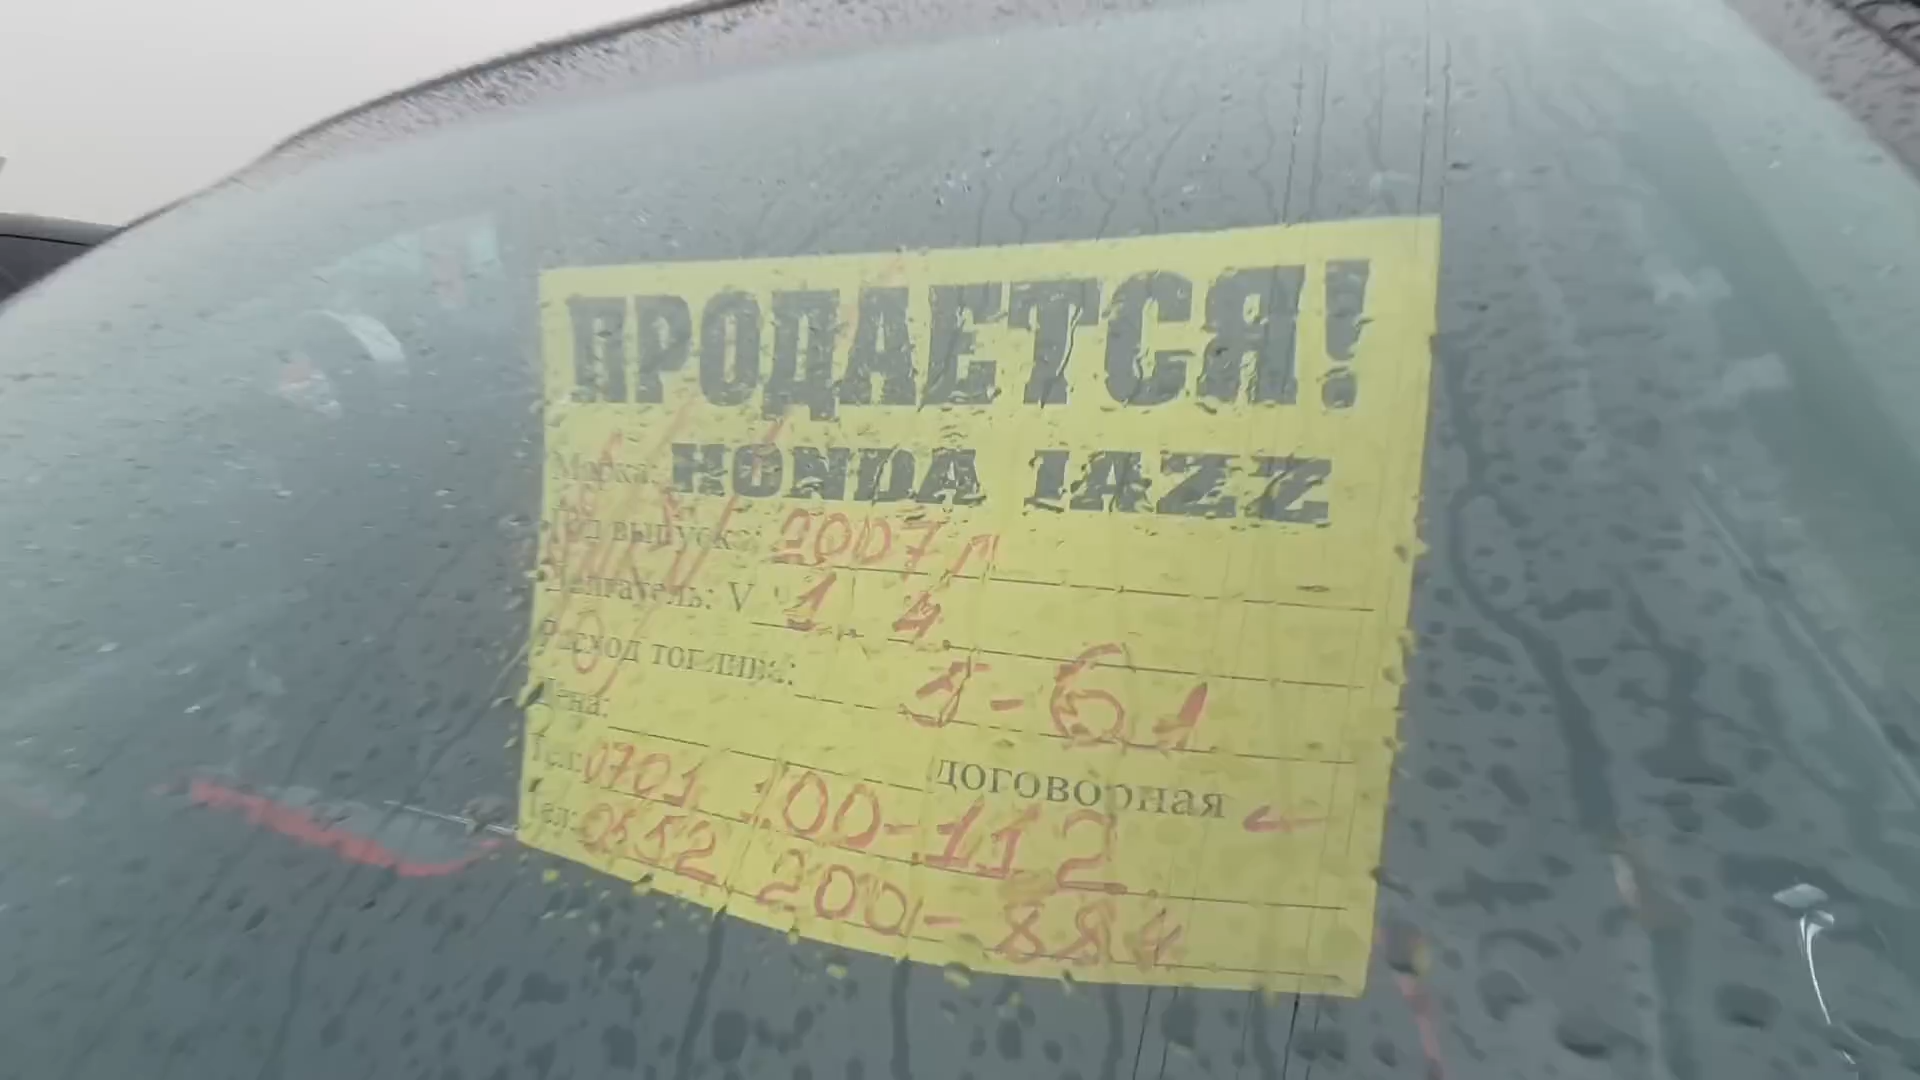 ПРОДАЕТСЯ!
Марка: HONDA JAZZ
Год выпуска: 2007 г
Двигатель: V 1.4
Расход топлива: 5-6 л
Цена: договорная
Тел: 0701 100-112
Тел: 0552 200-884